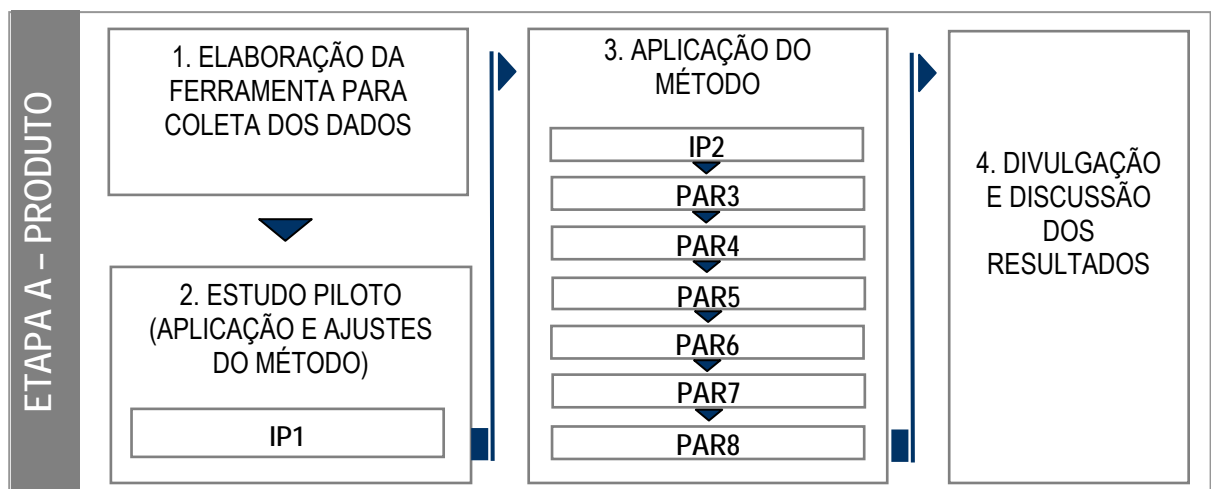 ETAPA A – PRODUTO
1. ELABORAÇÃO DA
FERRAMENTA PARA
COLETA DOS DADOS
2. ESTUDO PILOTO
(APLICAÇÃO E AJUSTES
DO MÉTODO)
IP1
3. APLICAÇÃO DO
MÉTODO
IP2
PAR3
PAR4
PAR5
PAR6
PAR7
PAR8
4. DIVULGAÇÃO
E DISCUSSÃO
DOS
RESULTADOS